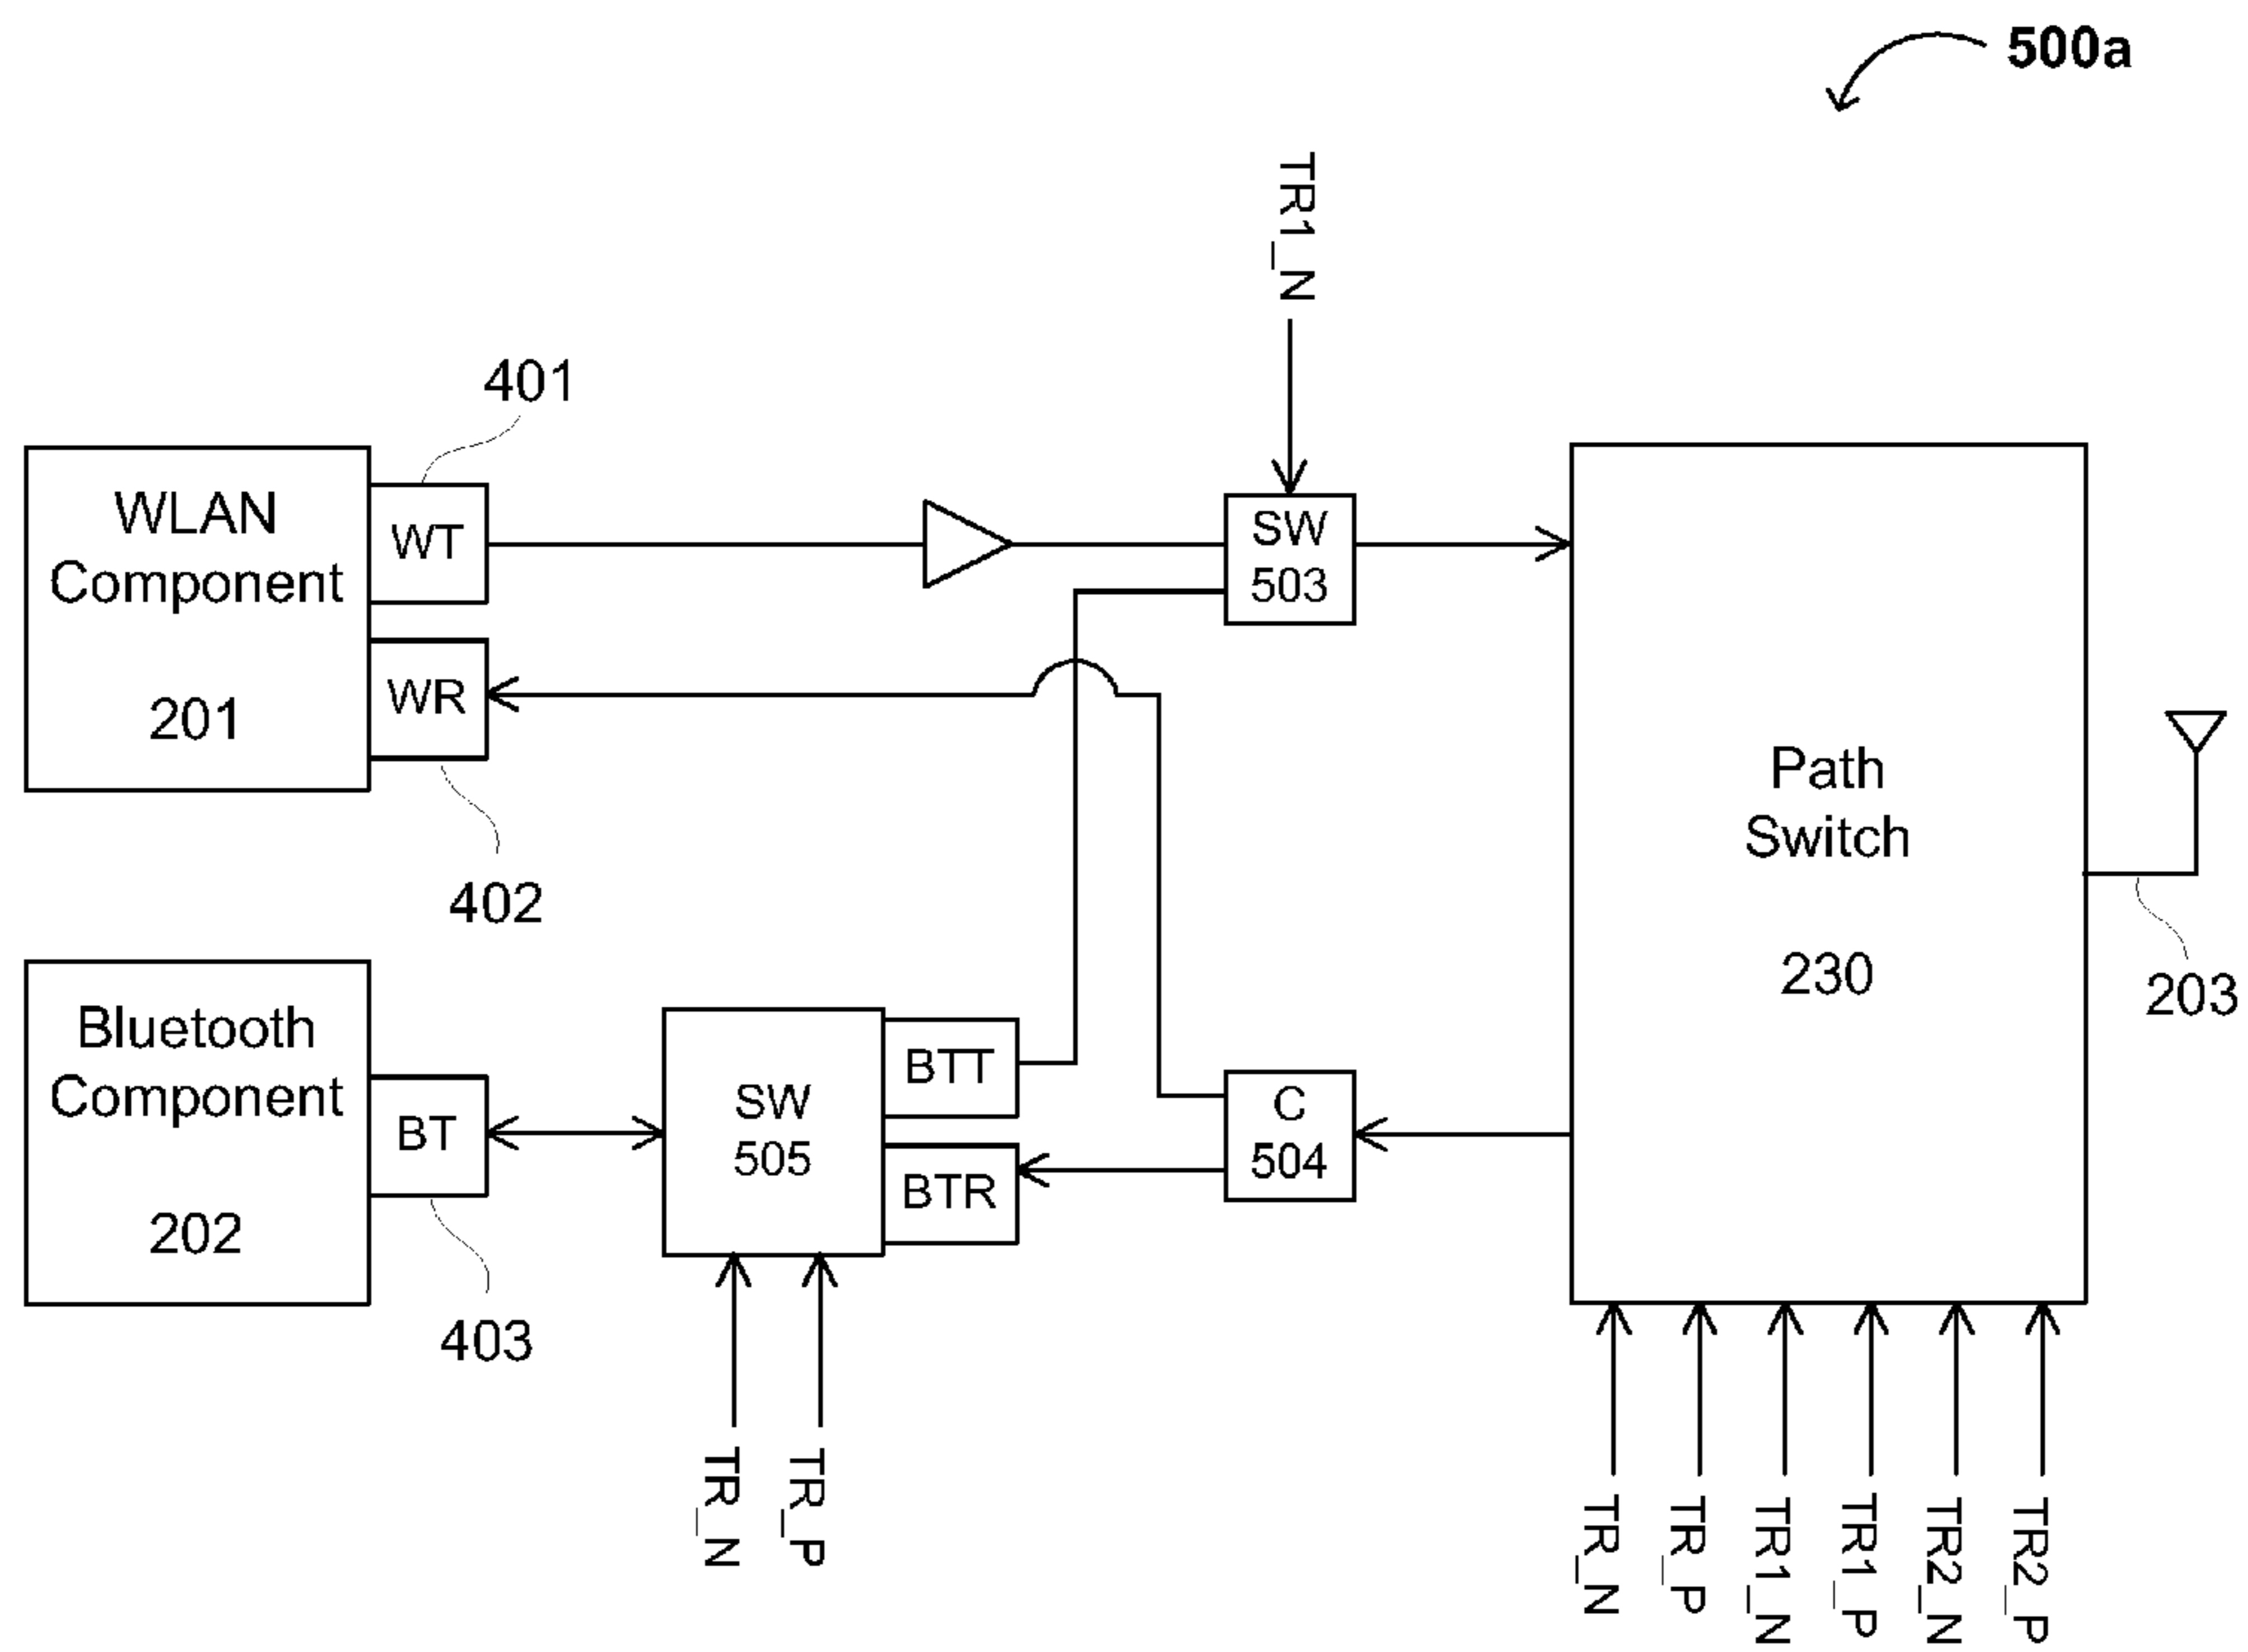 500a
TR1_N
401
WLAN
Component
201
WT
WR
SW
503
402
Path
Switch
230
203
Bluetooth
Component
202
BT
403
SW
505
BTT
BTR
C
504
TR_N
TR_P
TR_N
TR_P
TR1_N
TR1_P
TR2_N
TR2_P